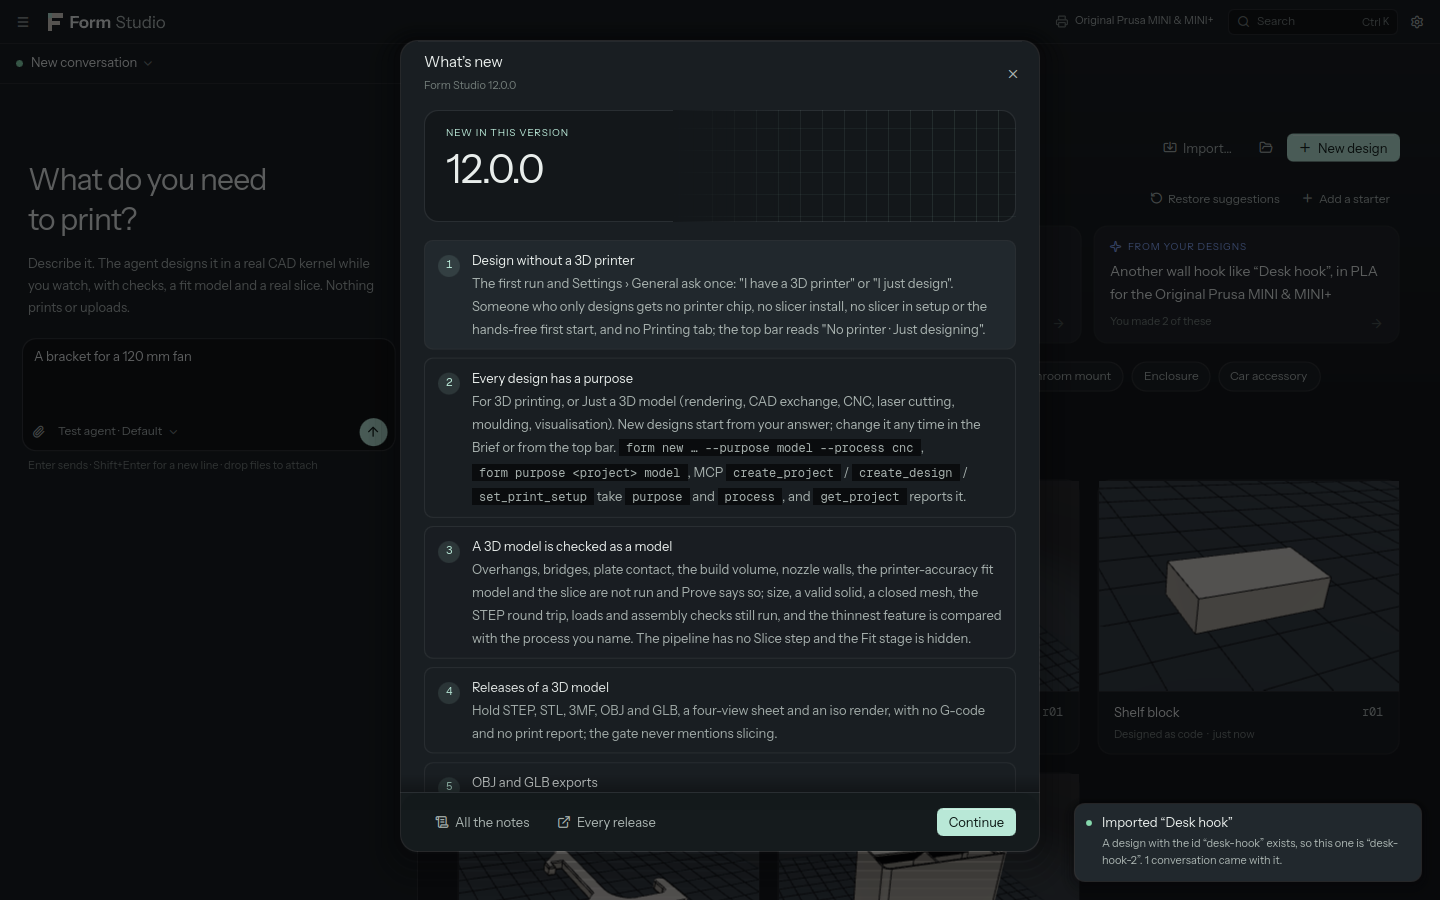 Form Studio
Original Prusa MINI & MINI+
Search
Ctrl K
New conversation
What do you need
to print?
Describe it. The agent designs it in a real CAD kernel while
you watch, with checks, a fit model and a real slice. Nothing
prints or uploads.
A bracket for a 120 mm fan
Test agent · Default
Enter sends · Shift+Enter for a new line · drop files to attach
What's new
Form Studio 12.0.0
NEW IN THIS VERSION
12.0.0
1
Design without a 3D printer
The first run and Settings › General ask once: "I have a 3D printer" or "I just design".
Someone who only designs gets no printer chip, no slicer install, no slicer in setup or the
hands-free first start, and no Printing tab; the top bar reads "No printer · Just designing".
2
Every design has a purpose
For 3D printing, or Just a 3D model (rendering, CAD exchange, CNC, laser cutting,
moulding, visualisation). New designs start from your answer; change it any time in the
Brief or from the top bar. form new … --purpose model --process cnc ,
form purpose <project> model , MCP create_project / create_design /
set_print_setup take purpose and process , and get_project reports it.
3
A 3D model is checked as a model
Overhangs, bridges, plate contact, the build volume, nozzle walls, the printer-accuracy fit
model and the slice are not run and Prove says so; size, a valid solid, a closed mesh, the
STEP round trip, loads and assembly checks still run, and the thinnest feature is compared
with the process you name. The pipeline has no Slice step and the Fit stage is hidden.
4
Releases of a 3D model
Hold STEP, STL, 3MF, OBJ and GLB, a four-view sheet and an iso render, with no G-code
and no print report; the gate never mentions slicing.
5
OBJ and GLB exports
All the notes
Every release
Continue
Import...
New design
Restore suggestions
Add a starter
FROM YOUR DESIGNS
Another wall hook like “Desk hook”, in PLA
for the Original Prusa MINI & MINI+
You made 2 of these
mount
Enclosure
Car accessory
r01
Shelf block
r01
Designed as code · just now
Imported “Desk hook”
A design with the id “desk-hook” exists, so this one is “desk-
hook-2”. 1 conversation came with it.